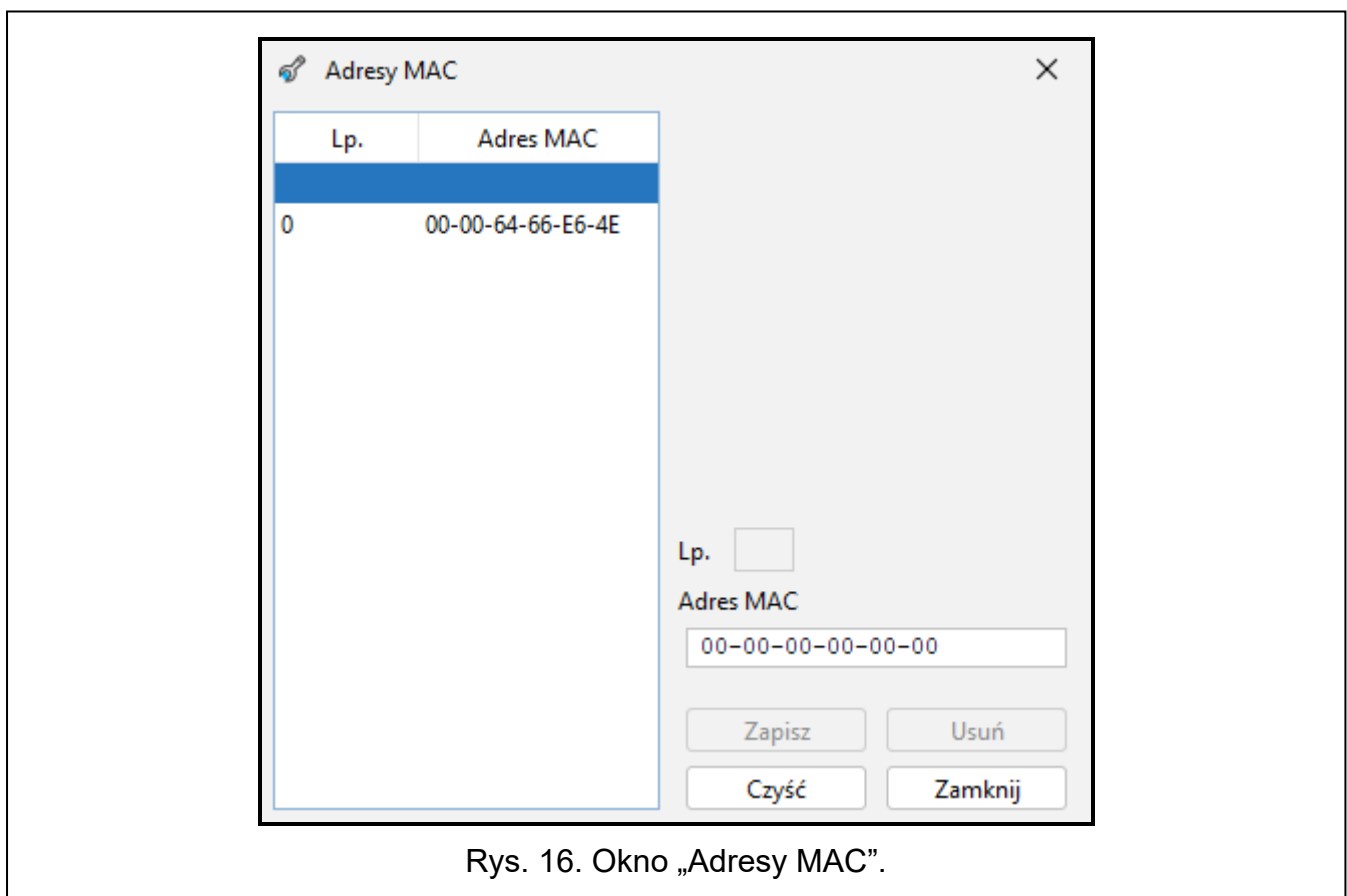 Adresy MAC
Lp. Adres MAC
0 00-00-64-66-E6-4E
Lp.
Adres MAC
00-00-00-00-00-00
Zapisz Usuń
Czyść Zamknij
Rys. 16. Okno „Adresy MAC”.